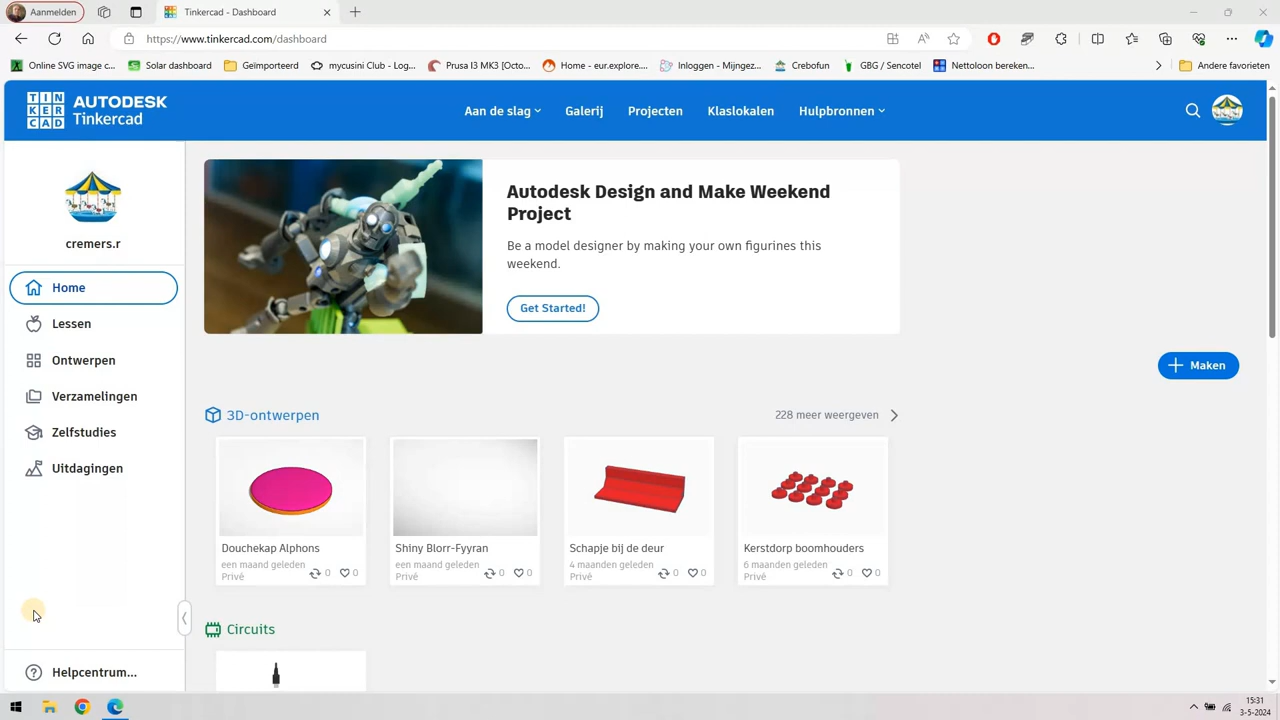 Aanmelden
Tinkercad - Dashboard
https://www.tinkercad.com/dashboard
Online SVG image c...
Solar dashboard
Geïmporteerd
mycusini Club - Log...
Prusa I3 MK3 [Octo...
Home - eur.explore....
Inloggen - Mijngez...
Crebofun
GBG / Sencotel
Nettoloon bereken...
Andere favorieten
TIN
KER
CAD
AUTODESK
Tinkercad
Aan de slag
Galerij
Projecten
Klaslokalen
Hulpbronnen
cremers.r
Home
Lessen
Ontwerpen
Verzamelingen
Zelfstudies
Uitdagingen
Helpcentrum...
Autodesk Design and Make Weekend
Project
Be a model designer by making your own figurines this
weekend.
Get Started!
Maken
3D-ontwerpen
228 meer weergeven
Douchekap Alphons
een maand geleden
Privé
0
0
Shiny Blorr-Fyyran
een maand geleden
Privé
0
0
Schapje bij de deur
4 maanden geleden
Privé
0
0
Kerstdorp boomhouders
6 maanden geleden
Privé
0
0
Circuits
15:31
3-5-2024